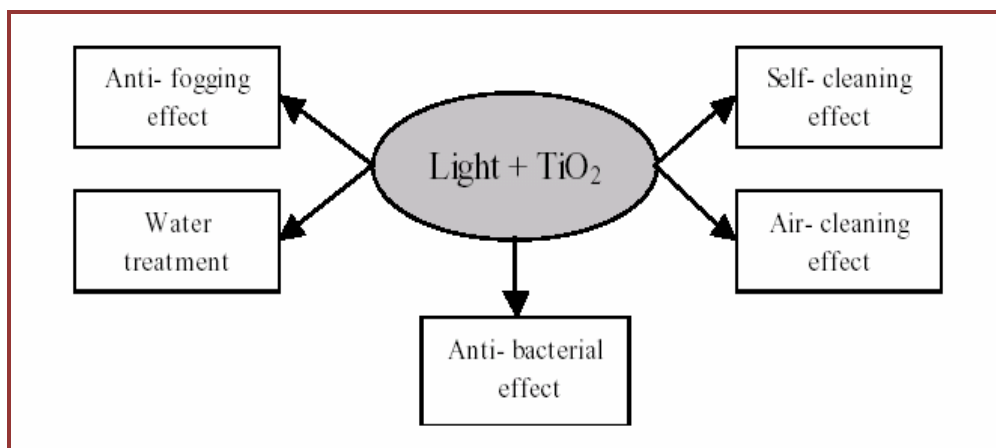 Anti- fogging
effect
Self- cleaning
effect
Light + TiO₂
Water
treatment
Air- cleaning
effect
Anti- bacterial
effect